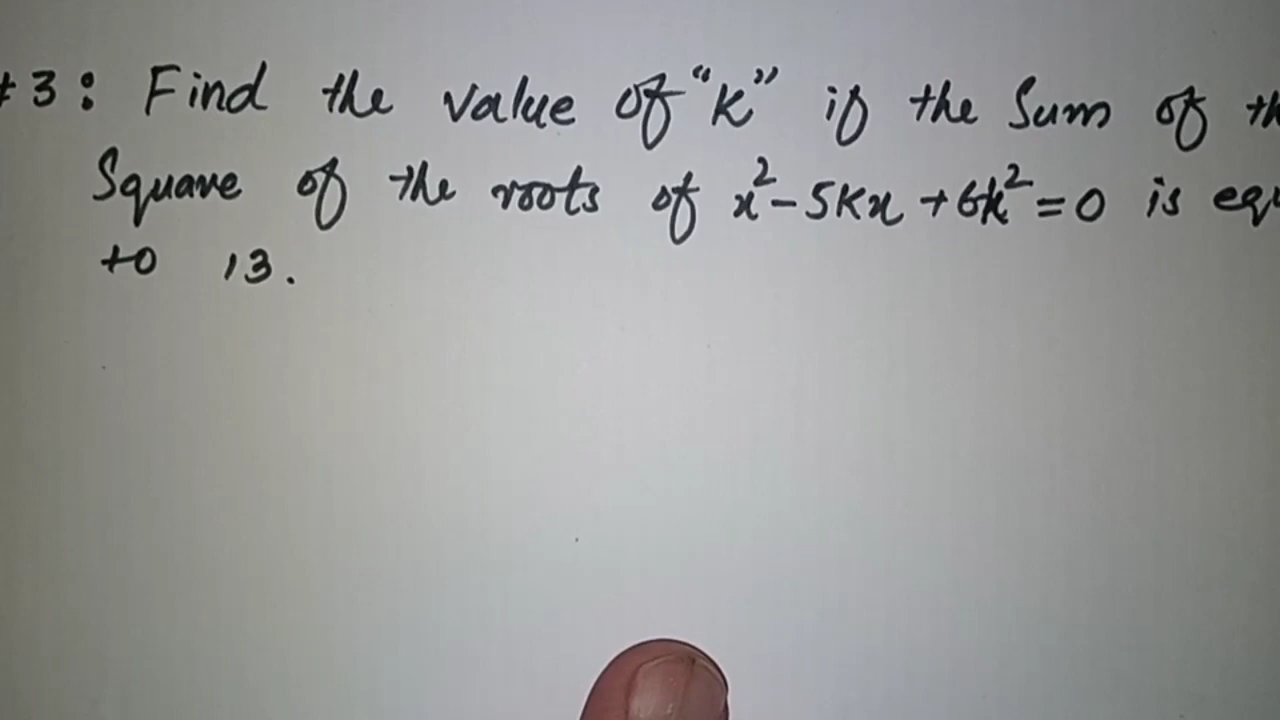 #3: Find the value of "K" if the Sum of th
Square of the roots of x² - 5Kx + 6k² = 0 is equ
to 13.